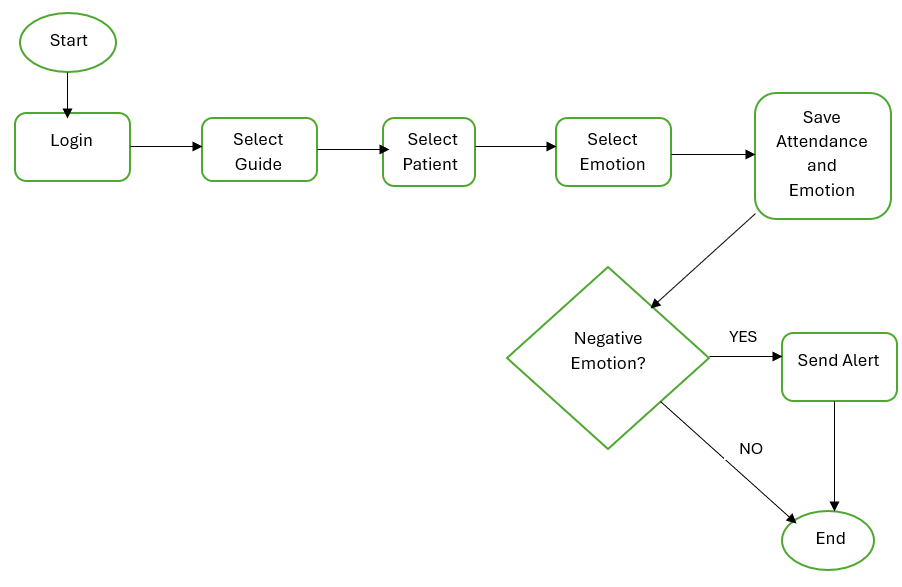 Start
Login
Select
Guide
Select
Patient
Select
Emotion
Save
Attendance
and
Emotion
Negative
Emotion?
YES
Send Alert
NO
End